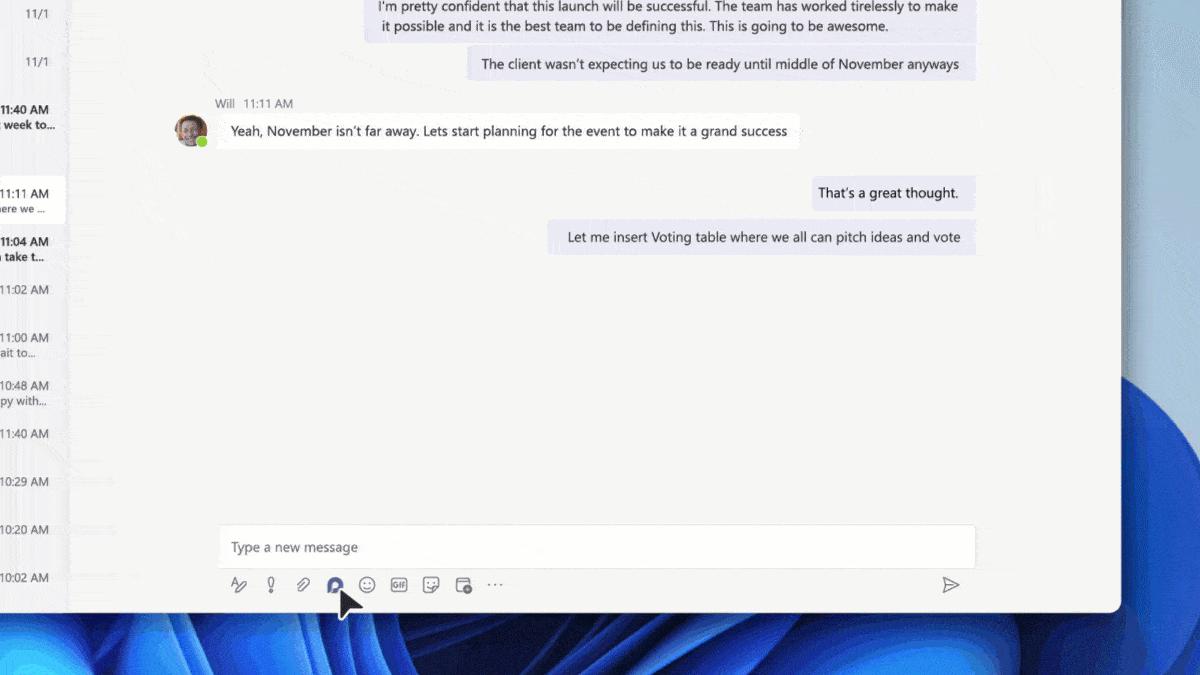 11/1
11/1
11:40 AM
week to...
11:11 AM
ere we ...
11:04 AM
take t...
11:02 AM
11:00 AM
ait to...
10:48 AM
py with...
11:40 AM
10:29 AM
10:20 AM
10:02 AM
I'm pretty confident that this launch will be successful. The team has worked tirelessly to make
it possible and it is the best team to be defining this. This is going to be awesome.
The client wasn't expecting us to be ready until middle of November anyways
Will 11:11 AM
Yeah, November isn't far away. Lets start planning for the event to make it a grand success
That's a great thought.
Let me insert Voting table where we all can pitch ideas and vote
Type a new message
GIF